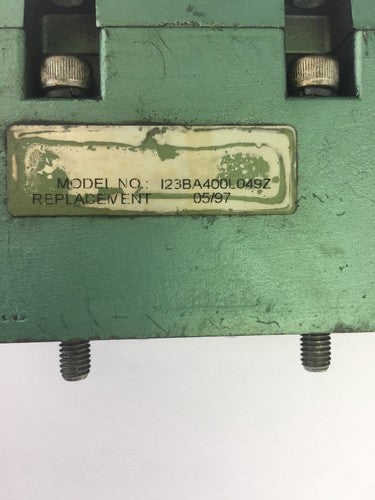 MODEL NO.: I23BA400L049Z
REPLACEMENT 05/97